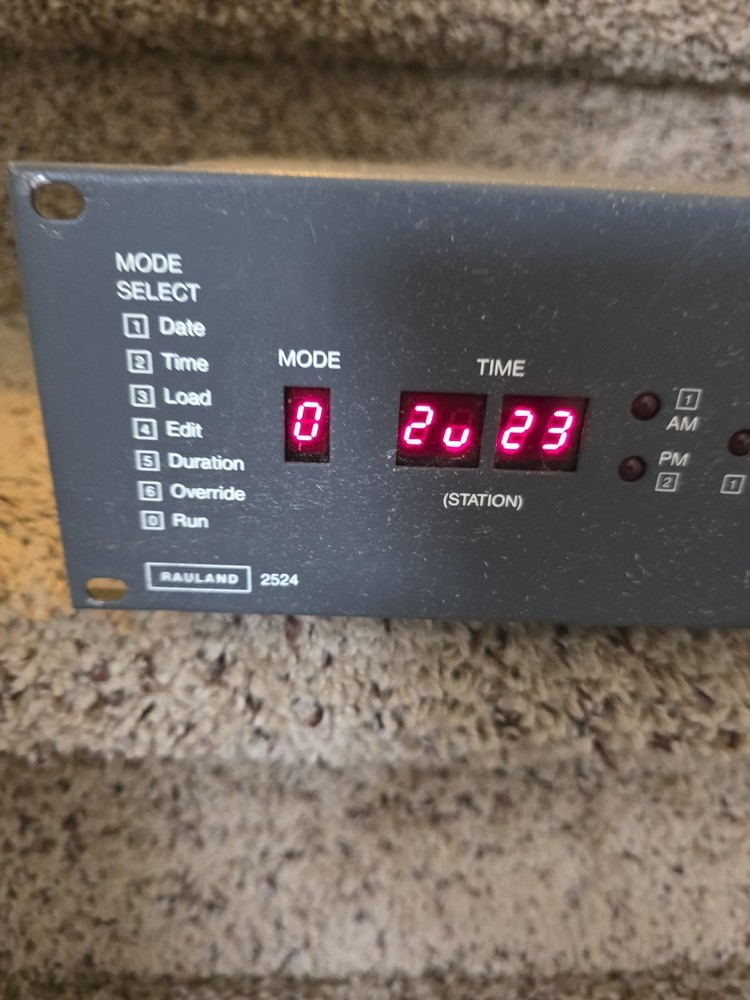 MODE
SELECT
1 Date
2 Time
3 Load
4 Edit
5 Duration
6 Override
0 Run
MODE
0
TIME
2u 23
(STATION)
1
AM
PM
2
1
RAULAND 2524